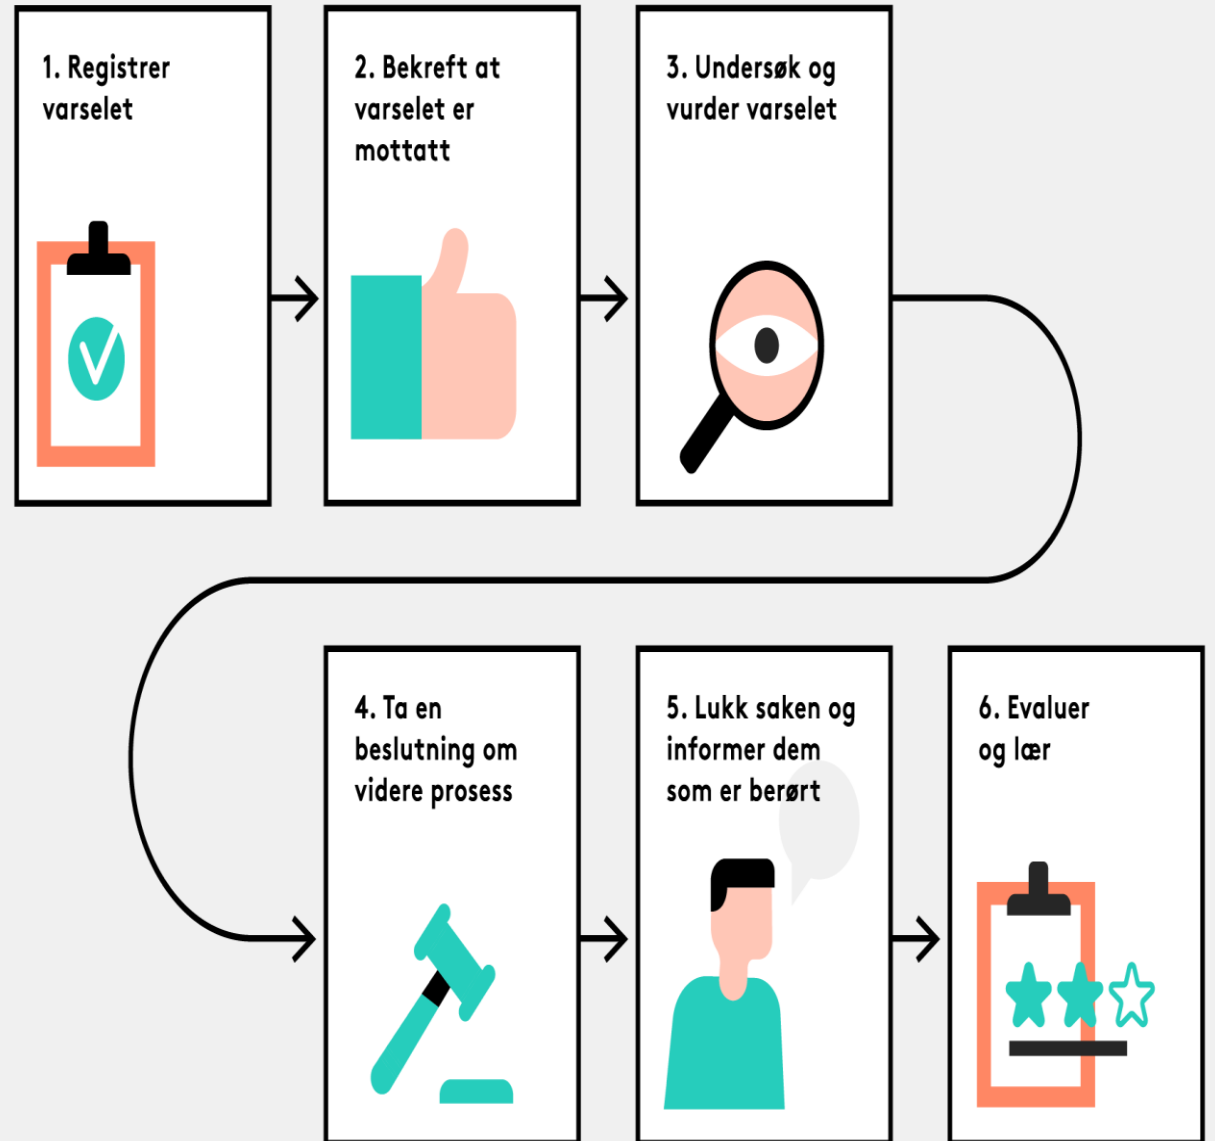 1. Registrer
varselet
2. Bekreft at
varselet er
mottatt
3. Undersøk og
vurder varselet
4. Ta en
beslutning om
videre prosess
5. Lukk saken og
informer dem
som er berørt
6. Evaluer
og lær